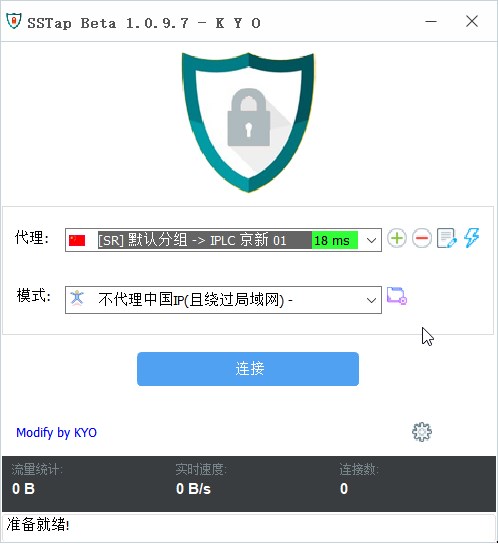 SSTap Beta 1.0.9.7 - K Y O
代理: [SR] 默认分组 -> IPLC 京新 01 18 ms
模式: 不代理中国IP(且绕过局域网) -
连接
Modify by KYO
流量统计: 实时速度: 连接数:
0 B 0 B/s 0
准备就绪!